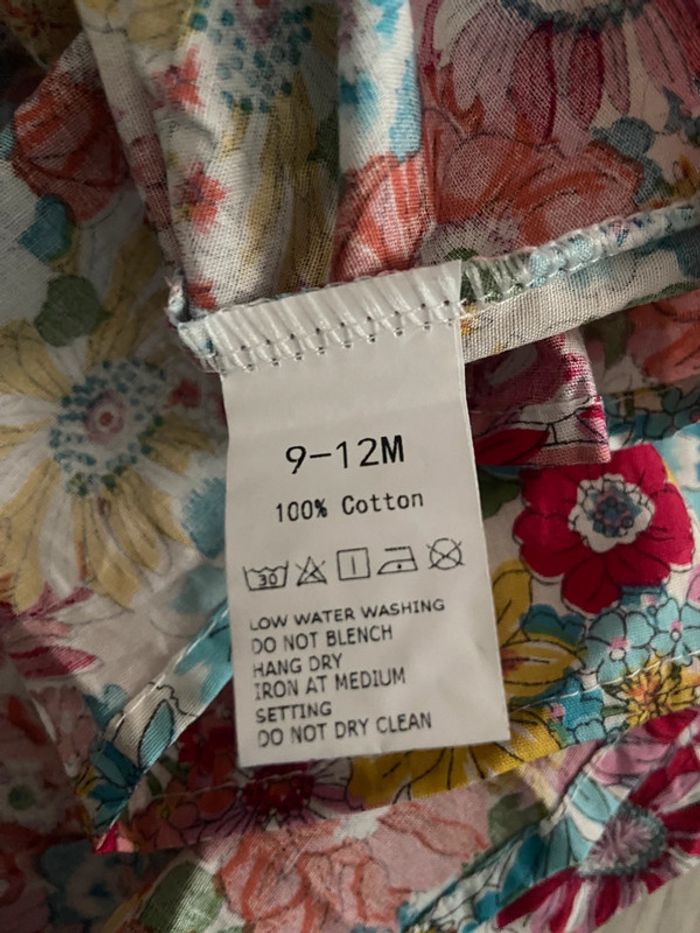 9-12M
100% Cotton
30
LOW WATER WASHING
DO NOT BLENCH
HANG DRY
IRON AT MEDIUM
SETTING
DO NOT DRY CLEAN